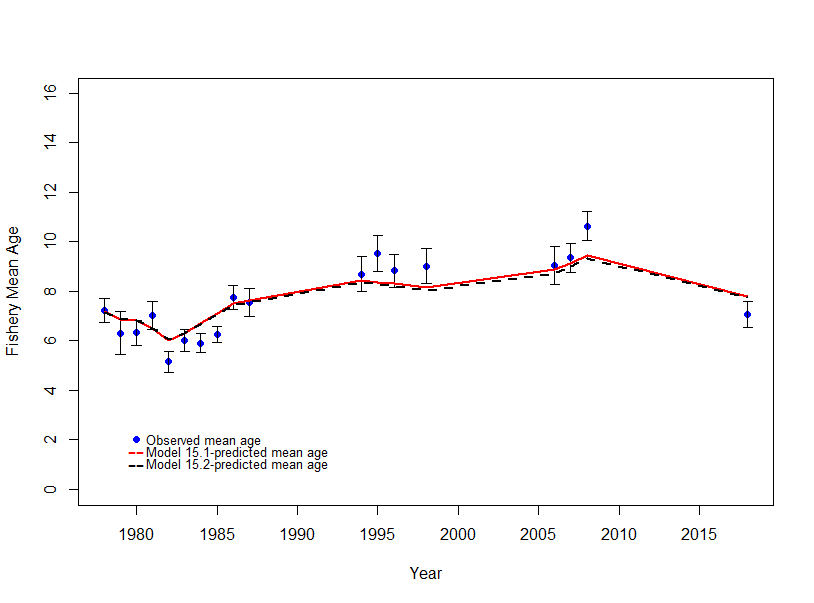 16
14
12
10
8
6
4
2
0
Fishery Mean Age
Observed mean age
Model 15.1-predicted mean age
Model 15.2-predicted mean age
1980 1985 1990 1995 2000 2005 2010 2015
Year